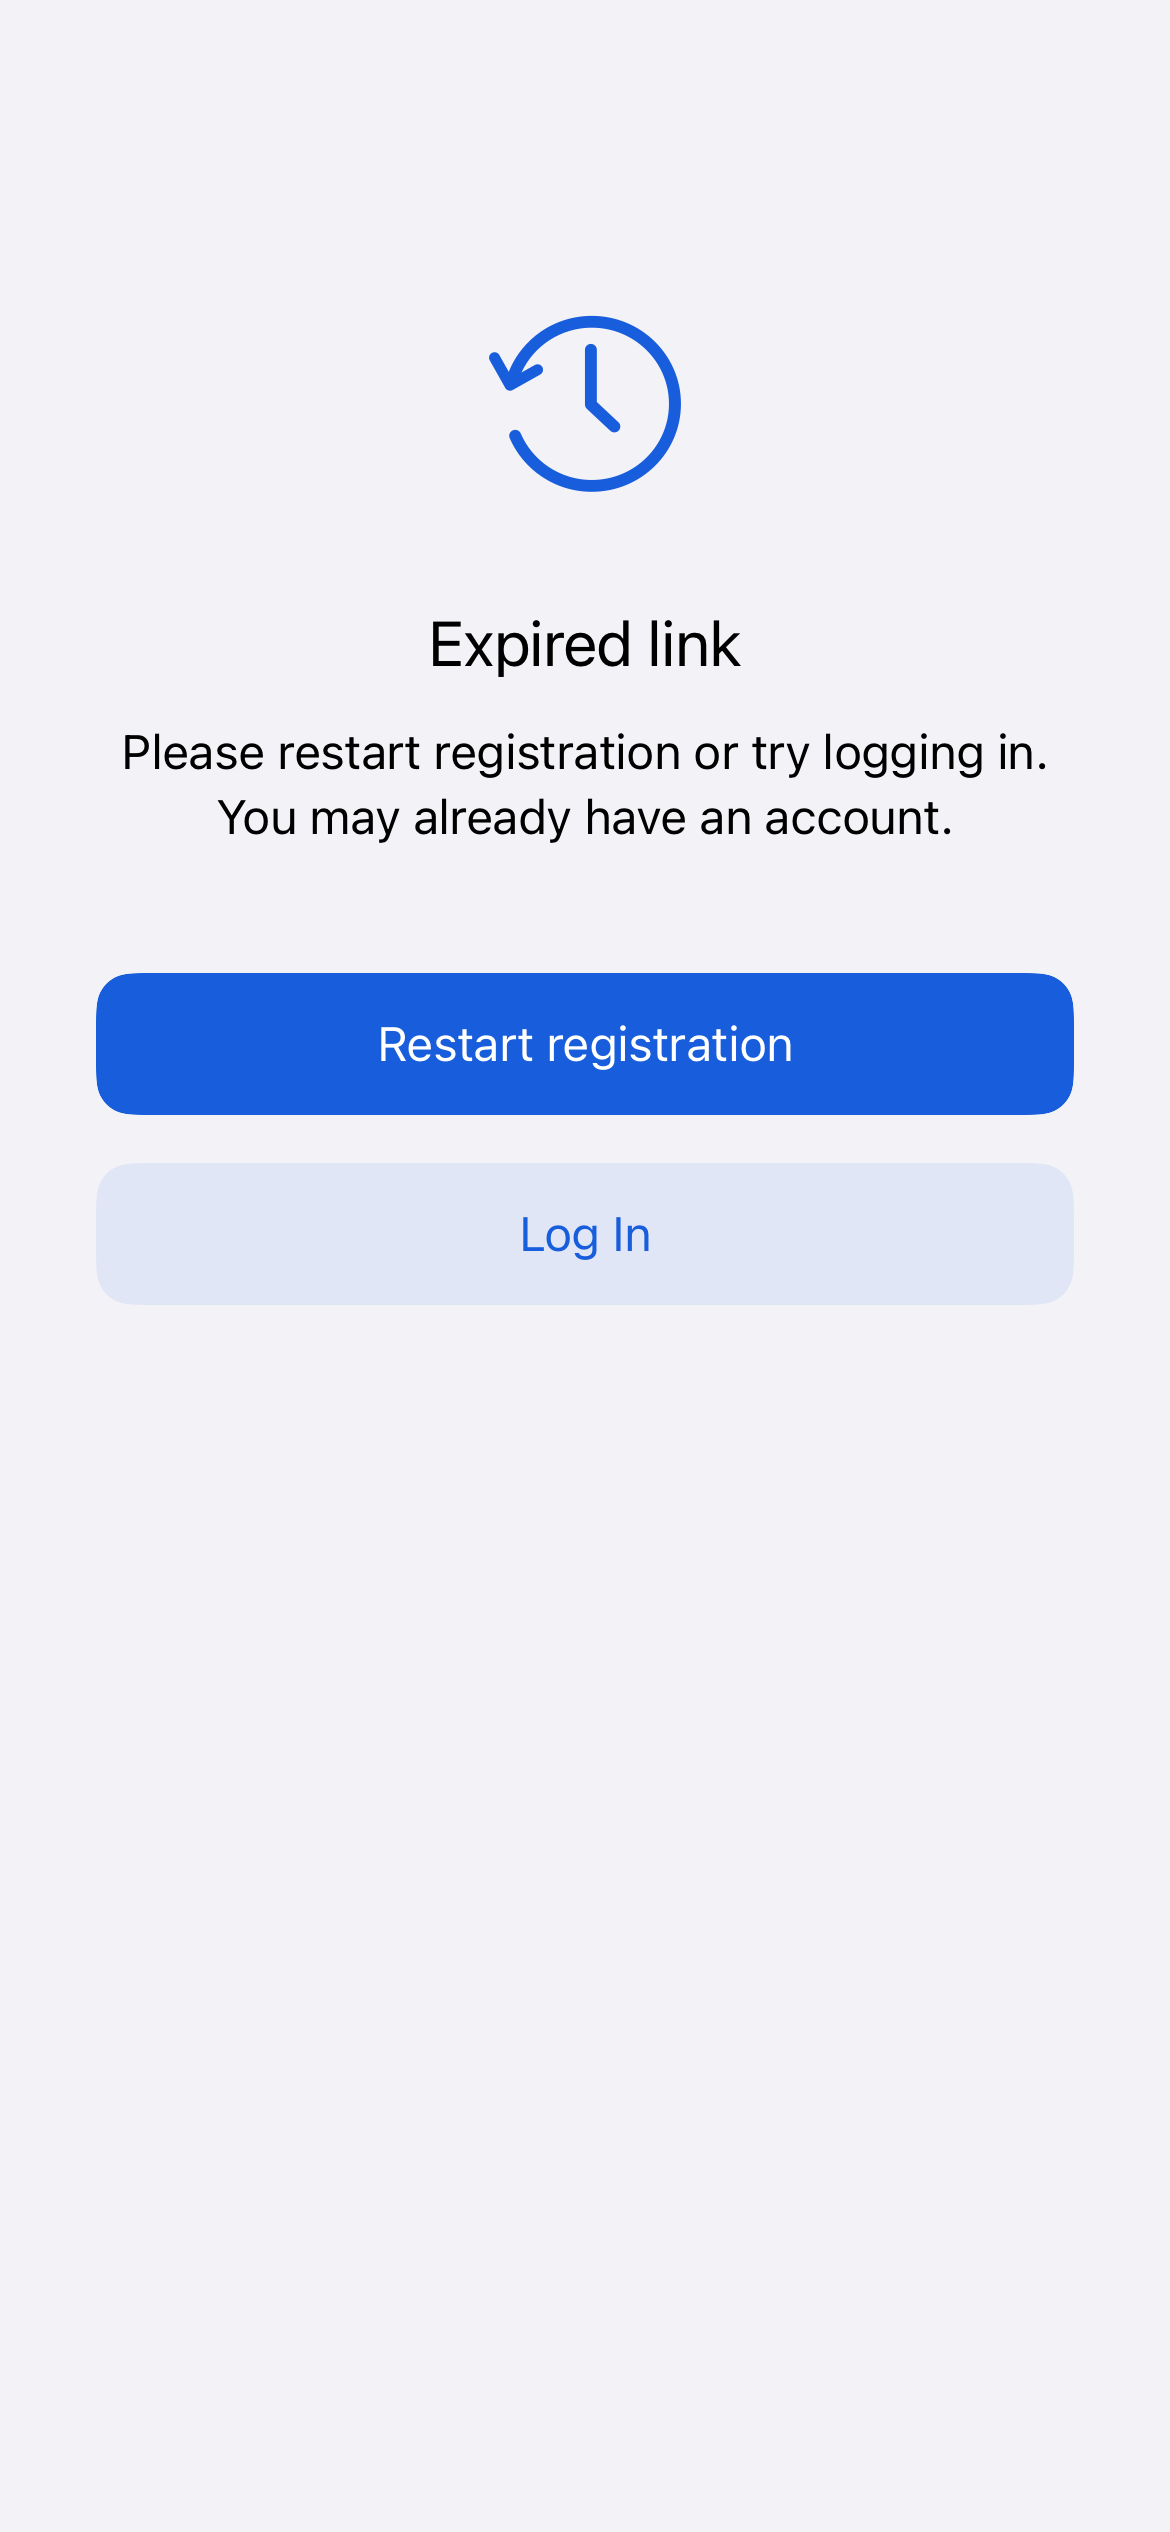 Expired link
Please restart registration or try logging in.
You may already have an account.
Restart registration
Log In